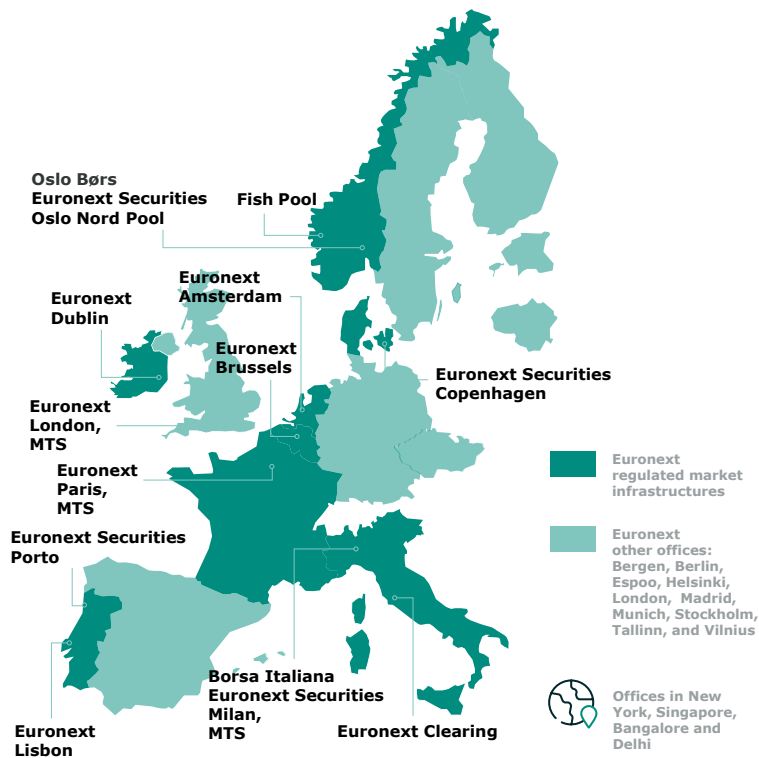 Oslo Børs
Euronext Securities
Oslo Nord Pool
Fish Pool
Euronext
Amsterdam
Euronext
Dublin
Euronext
Brussels
Euronext Securities
Copenhagen
Euronext
London,
MTS
Euronext
Paris,
MTS
Euronext Securities
Porto
Borsa Italiana
Euronext Securities
Milan,
MTS
Euronext Clearing
Euronext
Lisbon
Euronext
regulated market
infrastructures
Euronext
other offices:
Bergen, Berlin,
Espoo, Helsinki,
London, Madrid,
Munich, Stockholm,
Tallinn, and Vilnius
Offices in New
York, Singapore,
Bangalore and
Delhi